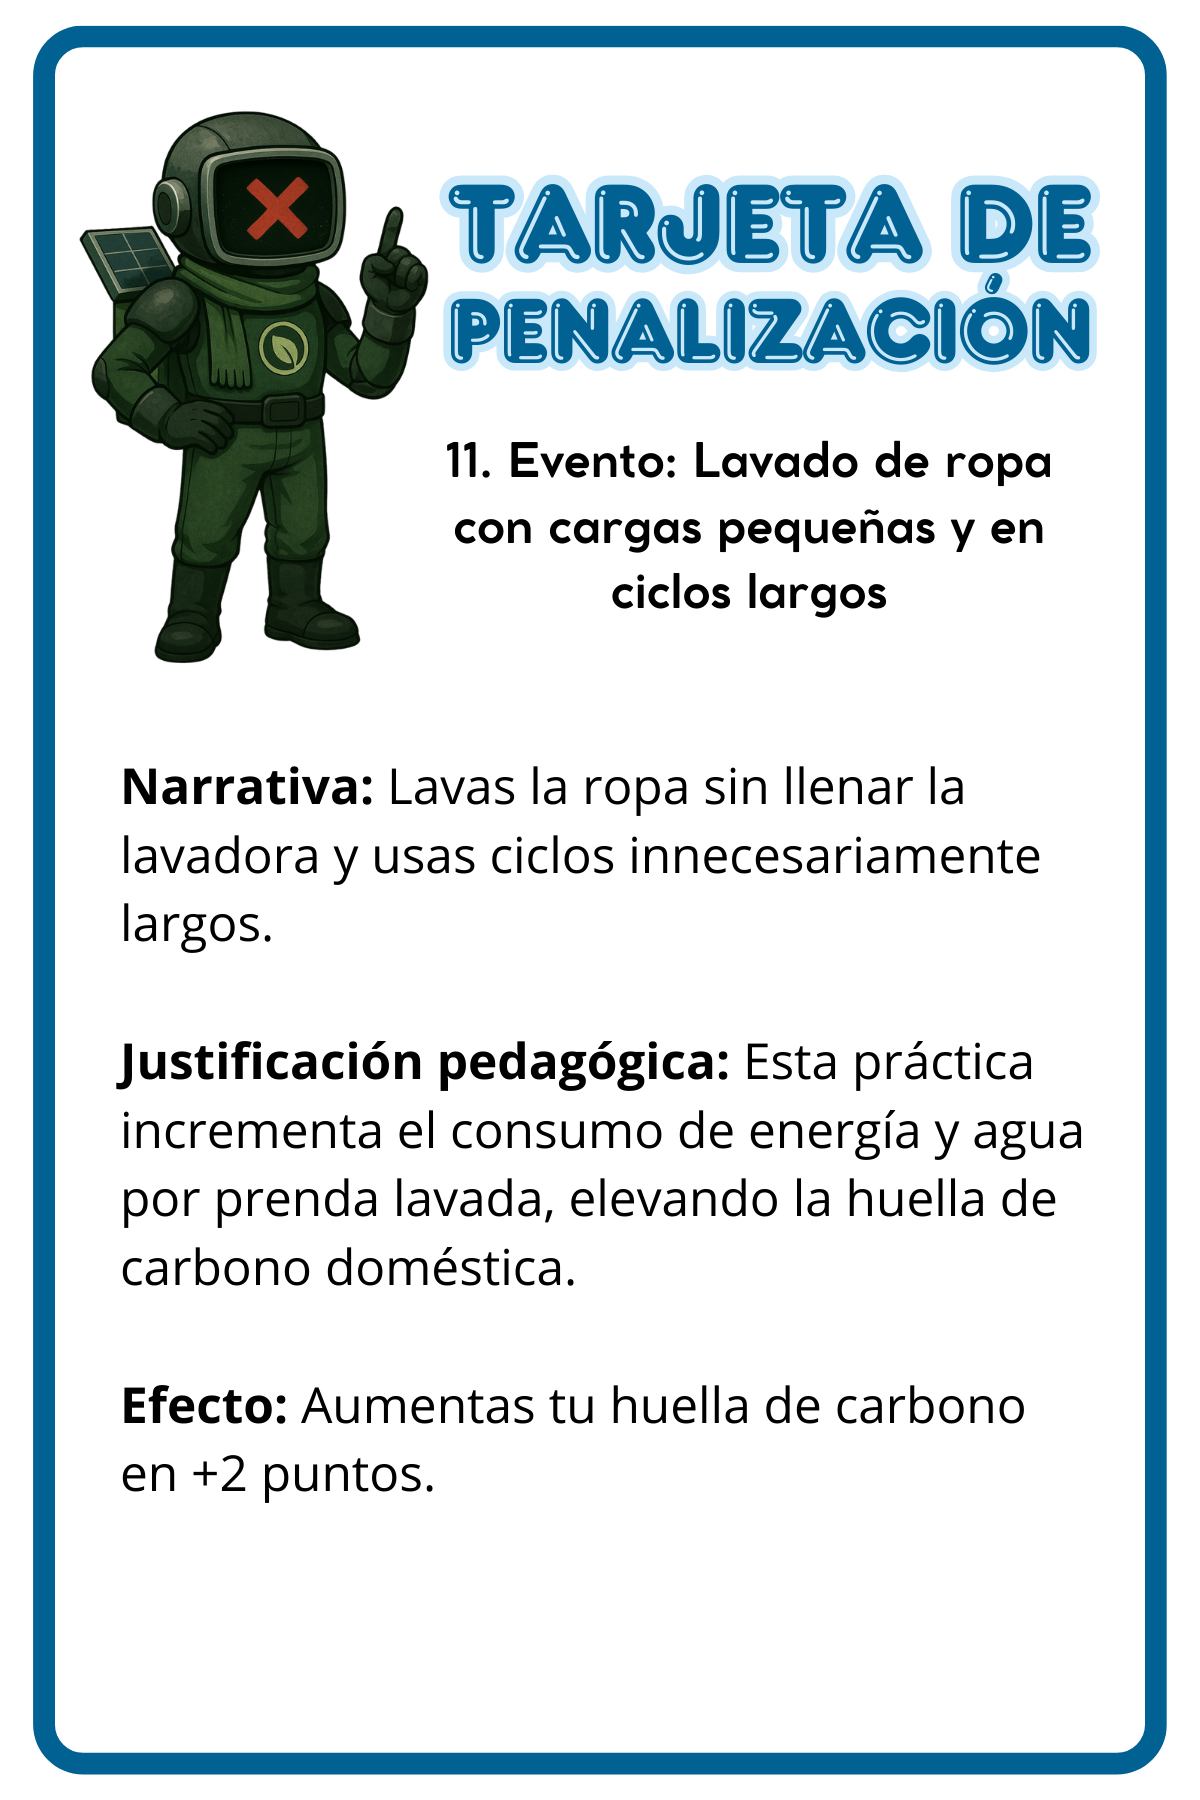 TARJETA DE
PENALIZACIÓN
11. Evento: Lavado de ropa
con cargas pequeñas y en
ciclos largos
Narrativa: Lavas la ropa sin llenar la
lavadora y usas ciclos innecesariamente
largos.
Justificación pedagógica: Esta práctica
incrementa el consumo de energía y agua
por prenda lavada, elevando la huella de
carbono doméstica.
Efecto: Aumentas tu huella de carbono
en +2 puntos.